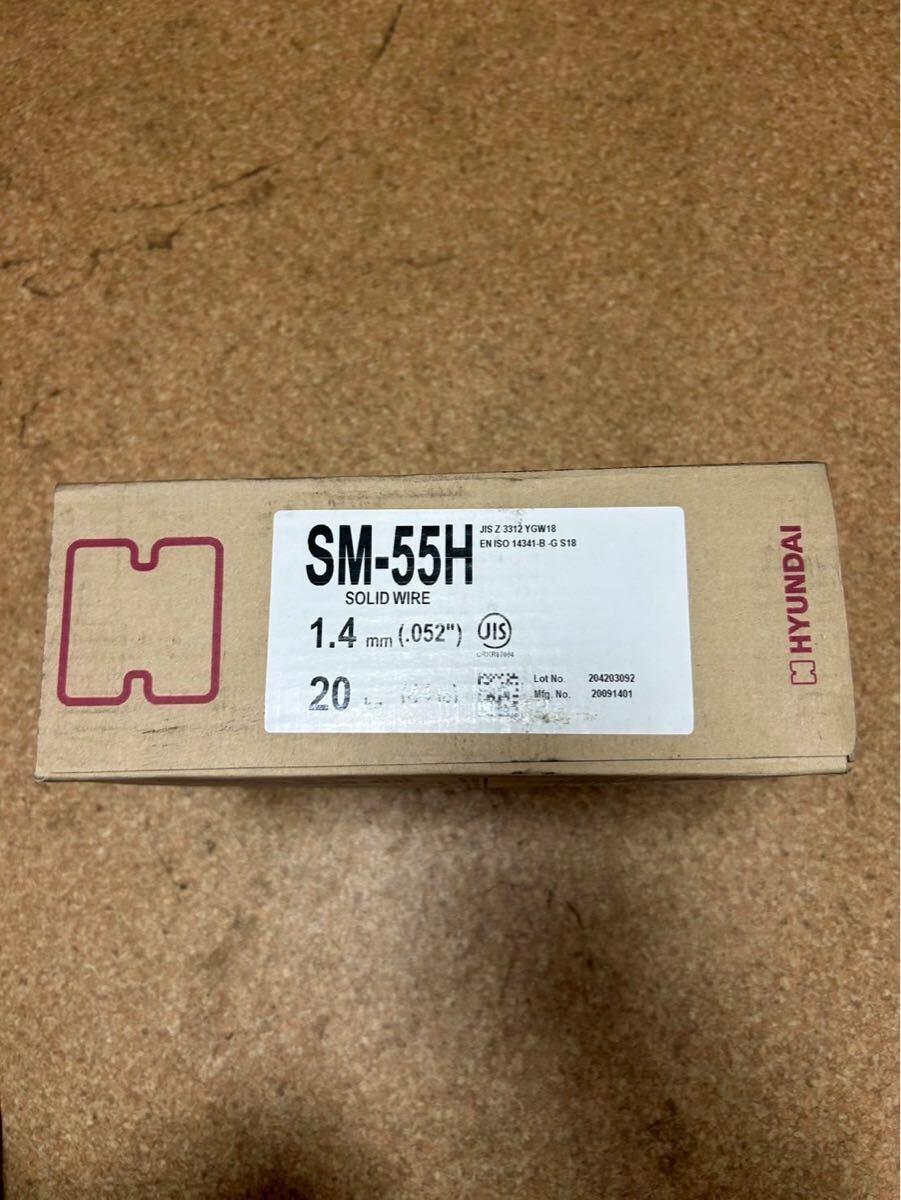 SM-55H
JIS Z 3312 YGW18
EN ISO 14341-B -G S18
SOLID WIRE
1.4 mm (.052")
JIS
20
Lot No. 204203092
Mfg. No. 20091401
HYUNDAI